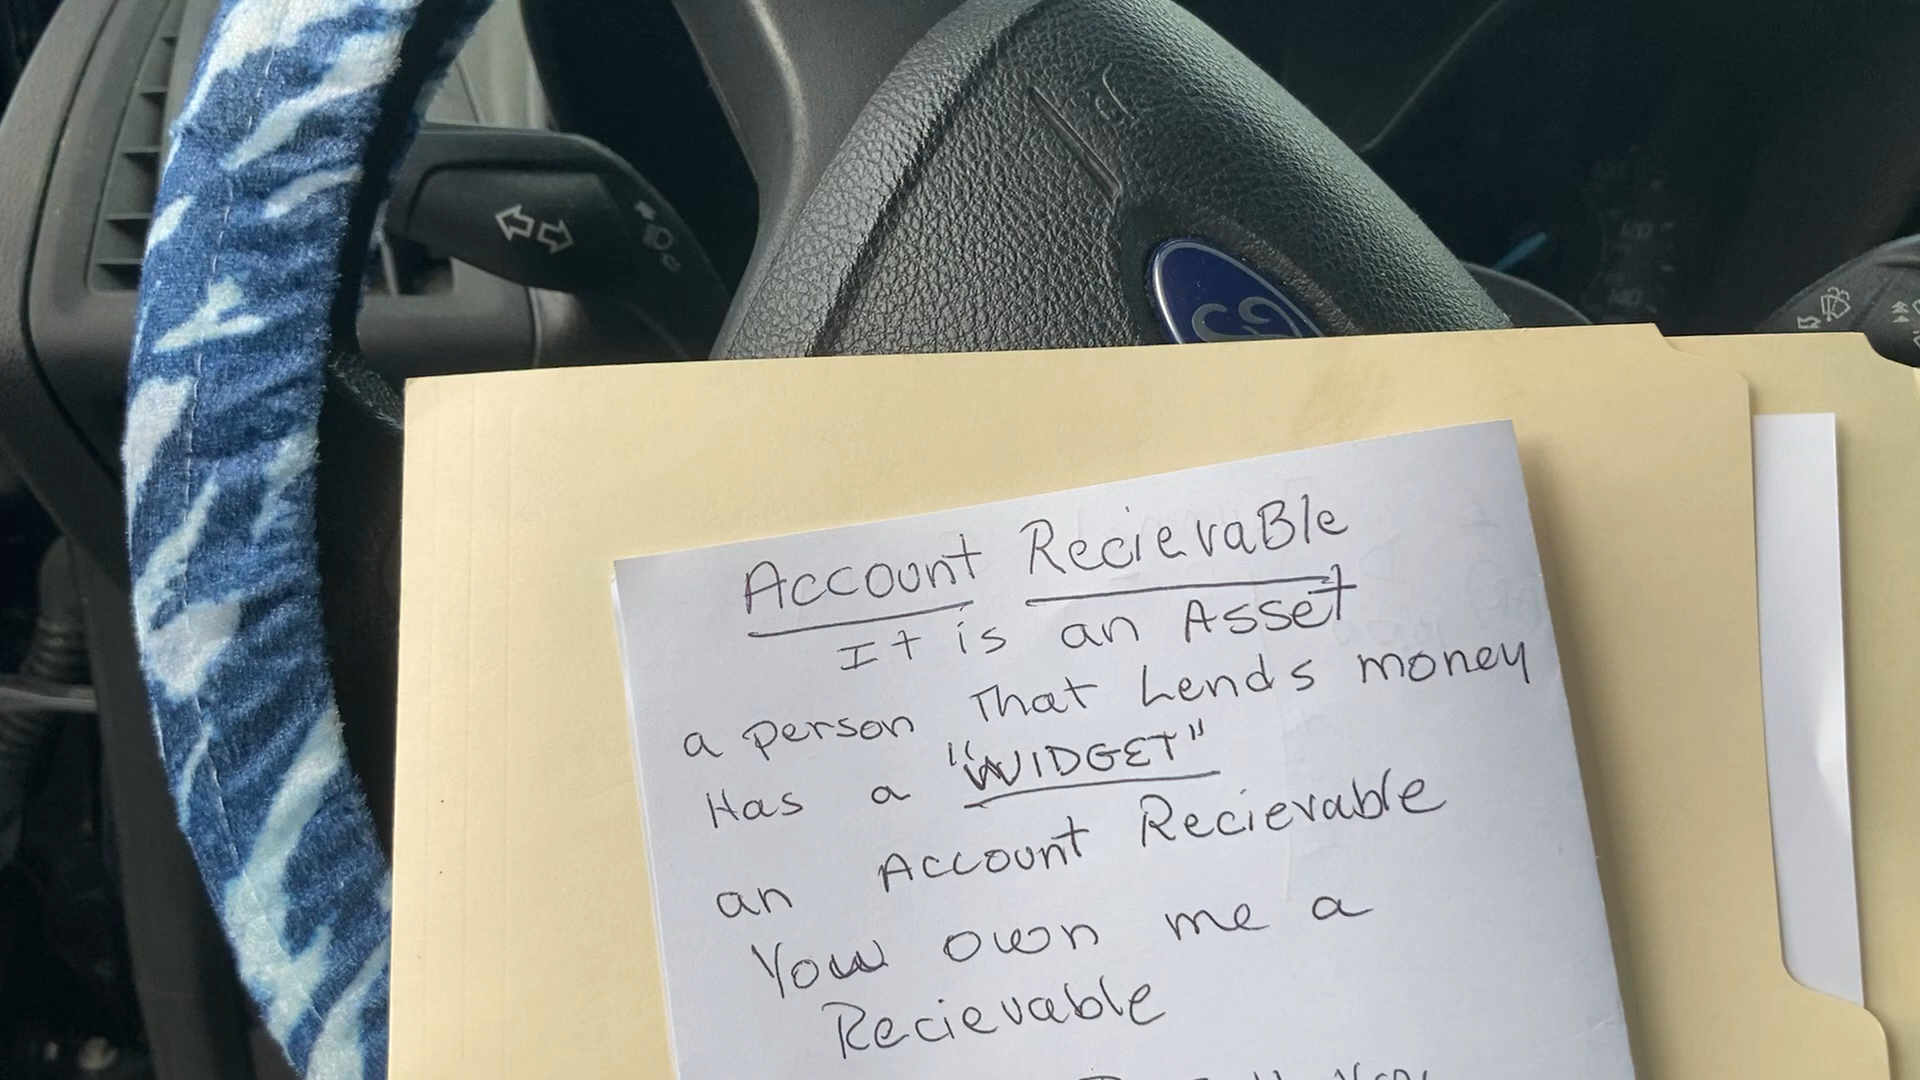 Account RecievaBle
It is an Asset
a person That Lends money
Has a "WIDGET"
an Account Recievable
You own me a
Recievable